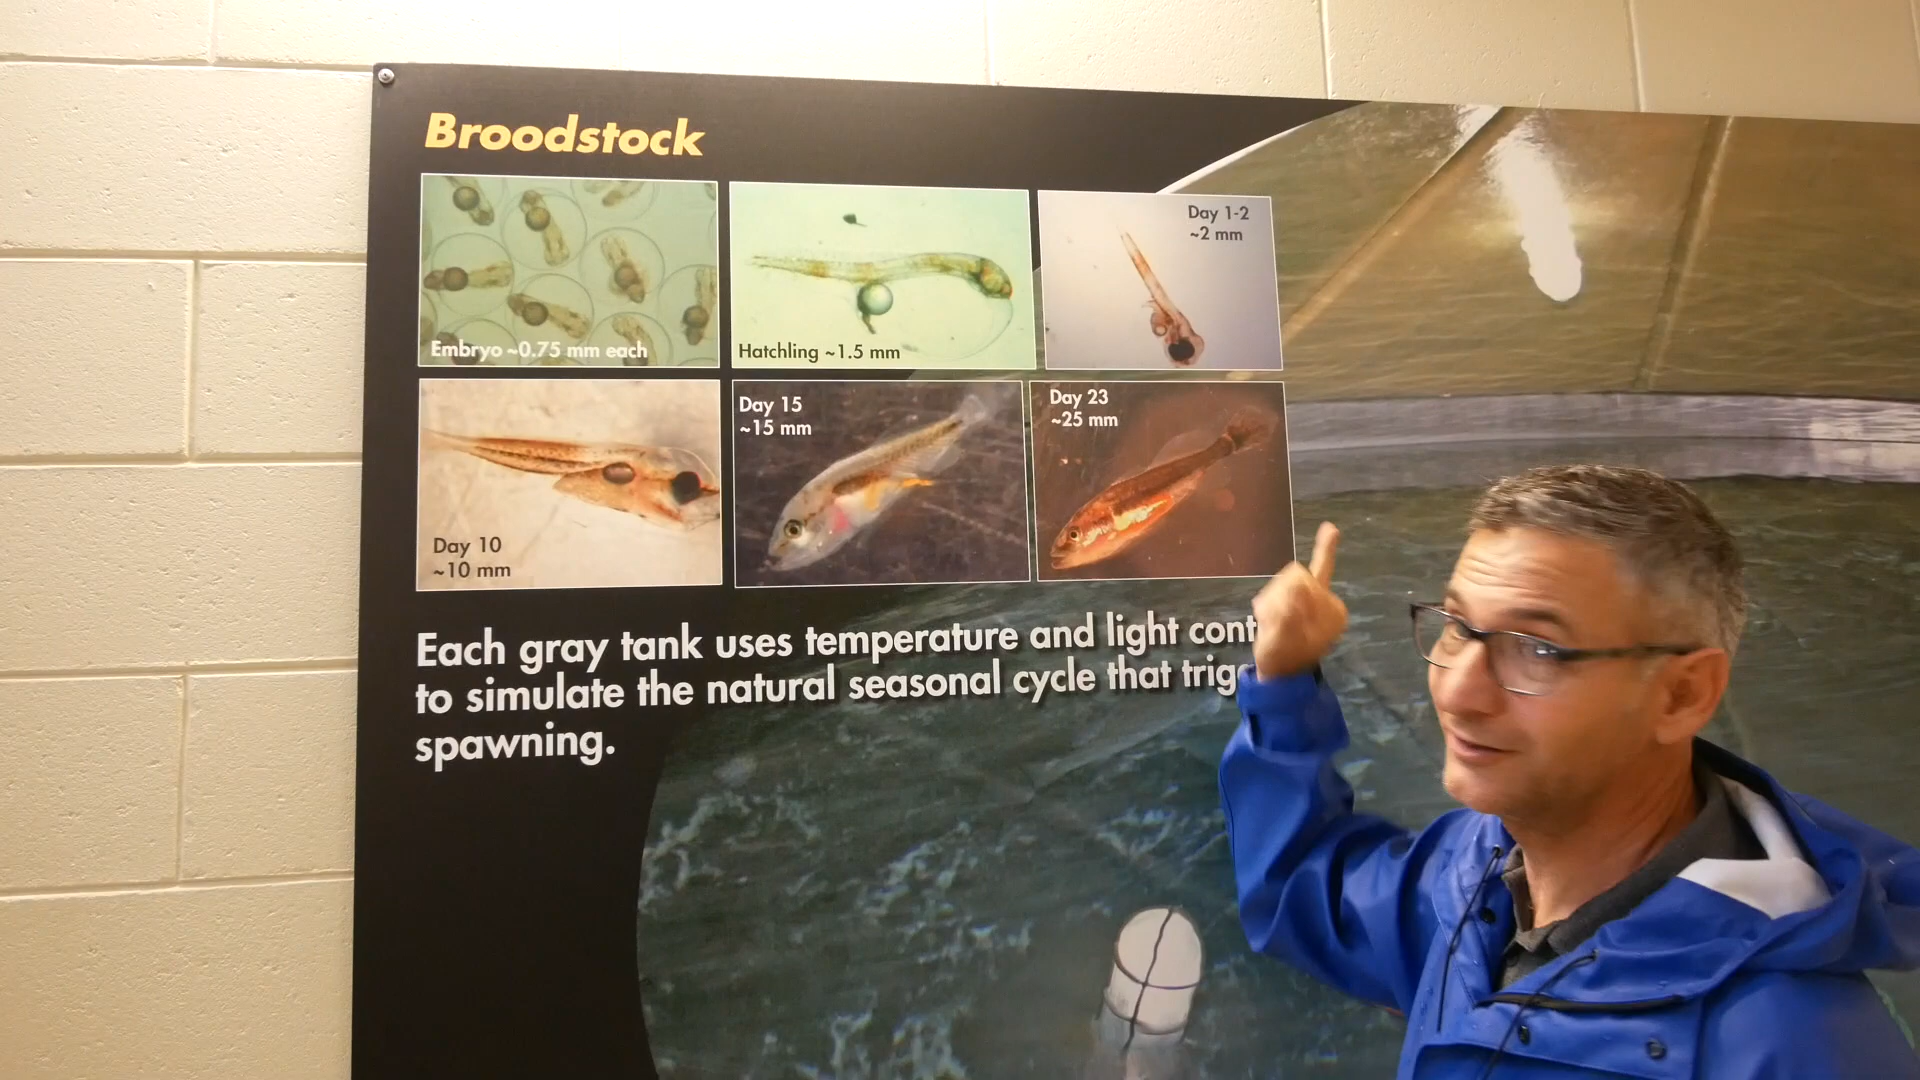 Broodstock
Embryo ~0.75 mm each
Hatchling ~1.5 mm
Day 1-2
~2 mm
Day 10
~10 mm
Day 15
~15 mm
Day 23
~25 mm
Each gray tank uses temperature and light
to simulate the natural seasonal cycle that
spawning.